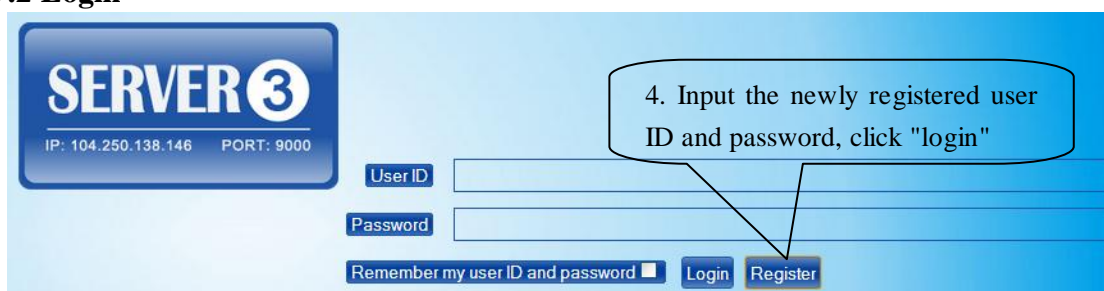 .2 Login
SERVER 3
IP: 104.250.138.146 PORT: 9000
4. Input the newly registered user
ID and password, click "login"
User ID
Password
Remember my user ID and password Login Register